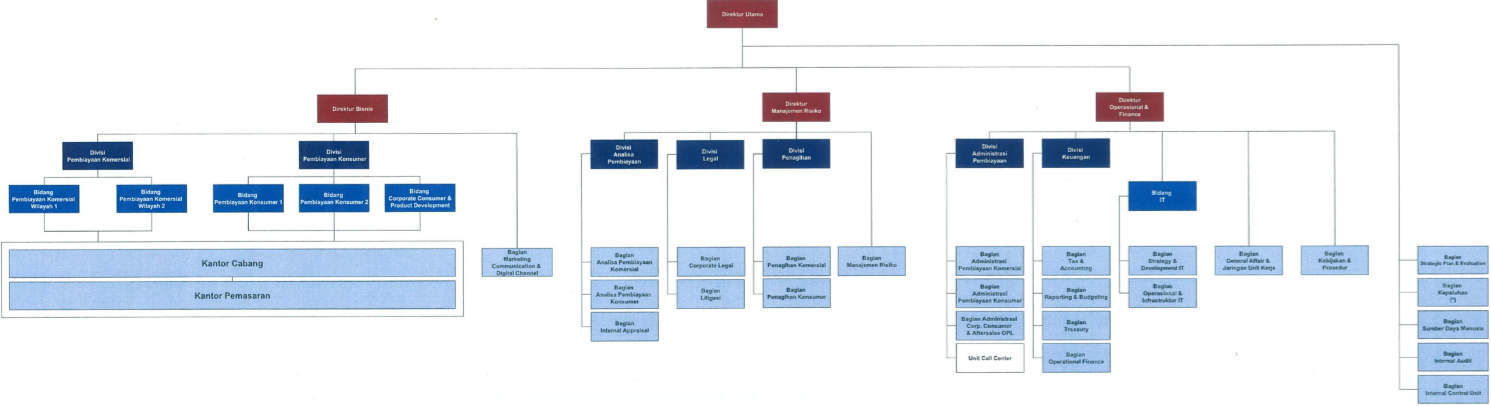 Direktur Utama
Direktur Bisnis
Direktur
Manajemen Risiko
Direktur
Operasional &
Finance
Divisi
Pembiayaan Komersial
Divisi
Pembiayaan Konsumer
Divisi
Analisa
Pembiayaan
Divisi
Legal
Divisi
Penagihan
Divisi
Administrasi
Pembiayaan
Divisi
Keuangan
Bidang
Pembiayaan Komersial
Wilayah 1
Bidang
Pembiayaan Komersial
Wilayah 2
Bidang
Pembiayaan Konsumer 1
Bidang
Pembiayaan Konsumer 2
Bidang
Corporate Consumer &
Product Development
Bidang
IT
Kantor Cabang
Kantor Pemasaran
Bagian
Marketing
Communication &
Digital Channel
Bagian
Analisa Pembiayaan
Komersial
Bagian
Analisa Pembiayaan
Konsumer
Bagian
Internal Appraisal
Bagian
Corporate Legal
Bagian
Litigasi
Bagian
Penagihan Komersial
Bagian
Penagihan Konsumer
Bagian
Manajemen Risiko
Bagian
Administrasi
Pembiayaan Komersial
Bagian
Administrasi
Pembiayaan Konsumer
Bagian Administrasi
Corp. Consumer
& Aftersales OPL
Unit Call Center
Bagian
Tax &
Accounting
Bagian
Reporting & Budgeting
Bagian
Treasury
Bagian
Operasional Finance
Bagian
Strategy &
Development IT
Bagian
Operasional &
Infrastruktur IT
Bagian
General Affair &
Jaringan Unit Kerja
Bagian
Kebijakan &
Prosedur
Bagian
Strategic Plan & Evaluation
Bagian
Kepatuhan
(*)
Bagian
Sumber Daya Manusia
Bagian
Internal Audit
Bagian
Internal Control Unit